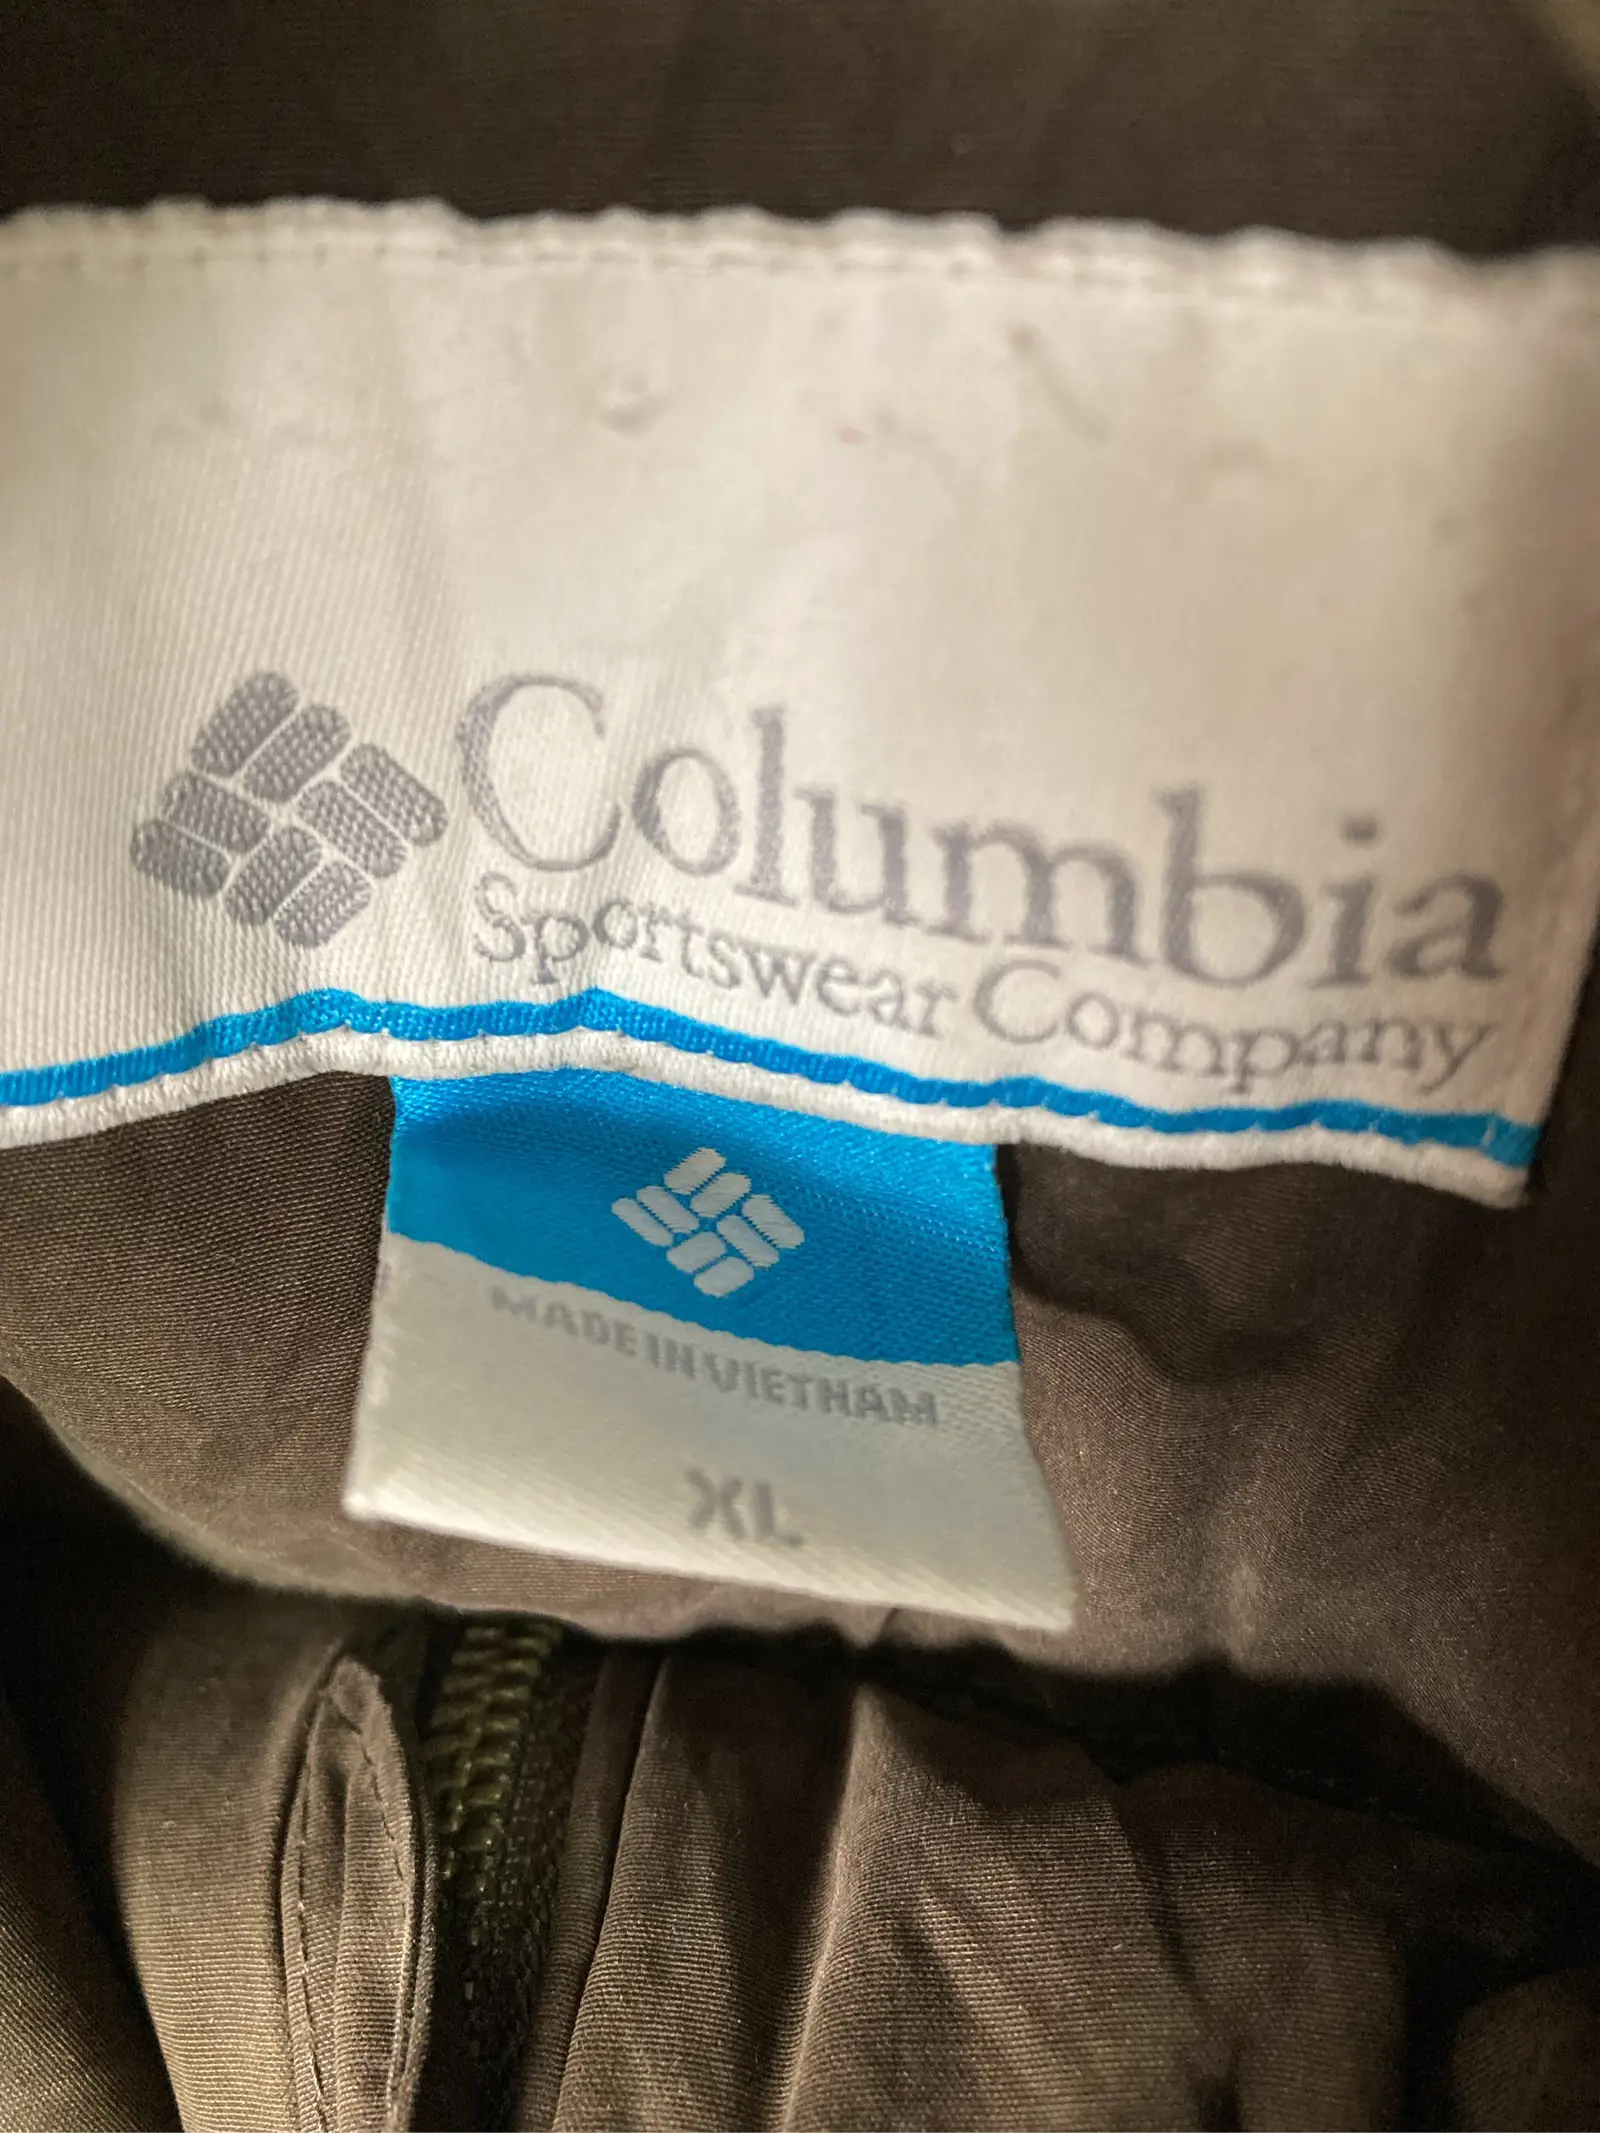 Columbia
Sportswear Company
MADE IN VIETNAM
XL